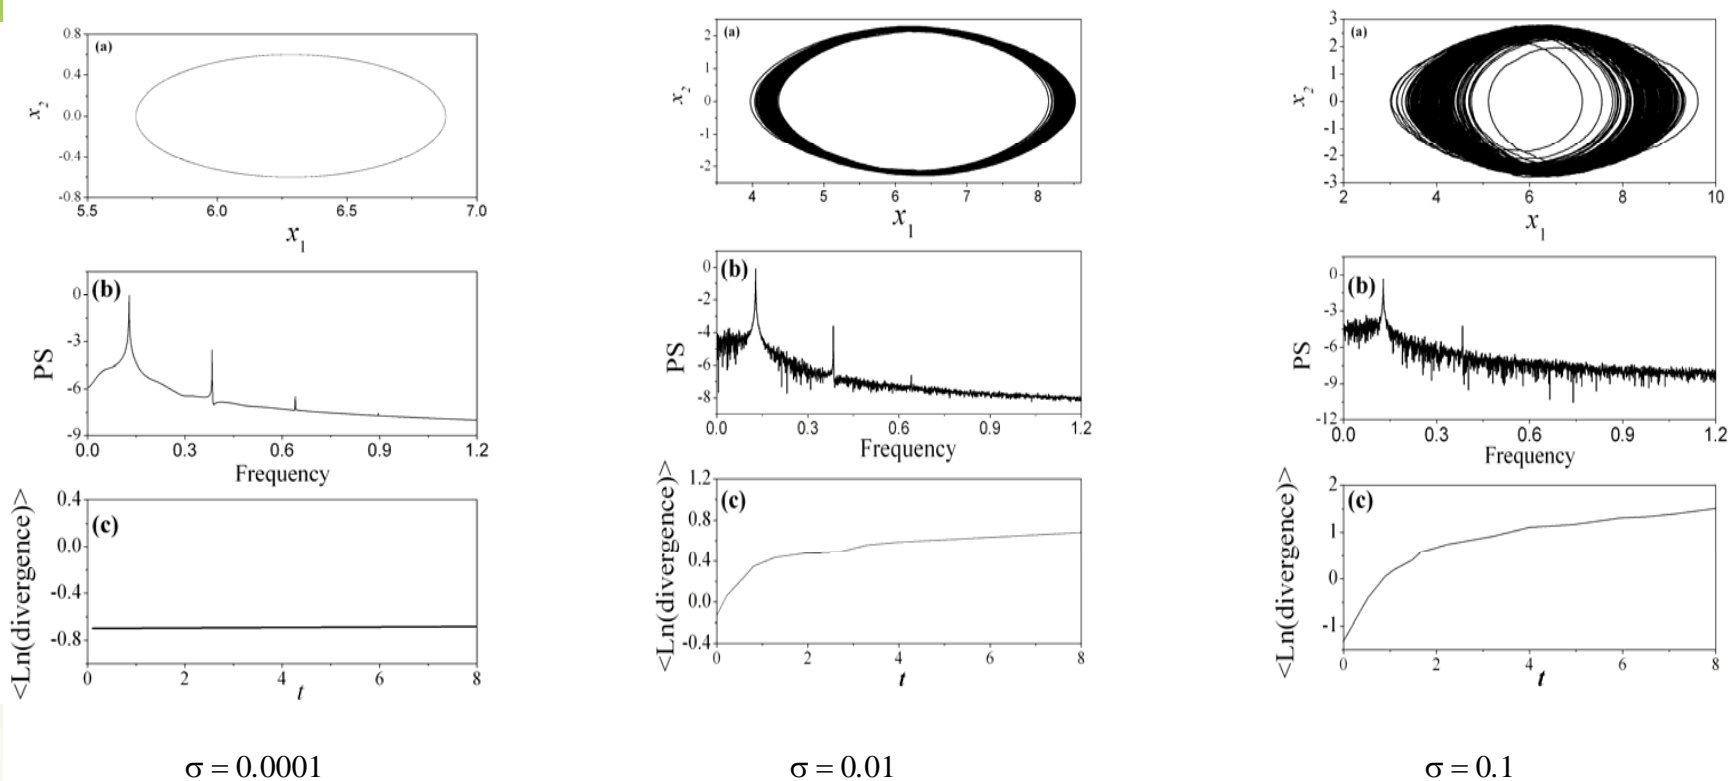 (a)
0.8
0.4
0.0
-0.4
-0.8
x2
5.5 6.0 6.5 7.0
x1
(b)
0
-3
-6
-9
PS
0.0 0.3 0.6 0.9 1.2
Frequency
(c)
0.4
0.0
-0.4
-0.8
<Ln(divergence)>
0 2 4 6 8
t
σ = 0.0001
(a)
2
1
0
-1
-2
x2
4 5 6 7 8
x1
(b)
0
-2
-4
-6
-8
PS
0.0 0.3 0.6 0.9 1.2
Frequency
(c)
1.2
0.8
0.4
0.0
-0.4
<Ln(divergence)>
0 2 4 6 8
t
σ = 0.01
(a)
3
2
1
0
-1
-2
-3
x2
2 4 6 8 10
x1
(b)
0
-3
-6
-9
-12
PS
0.0 0.3 0.6 0.9 1.2
Frequency
(c)
2
1
0
-1
<Ln(divergence)>
0 2 4 6 8
t
σ = 0.1